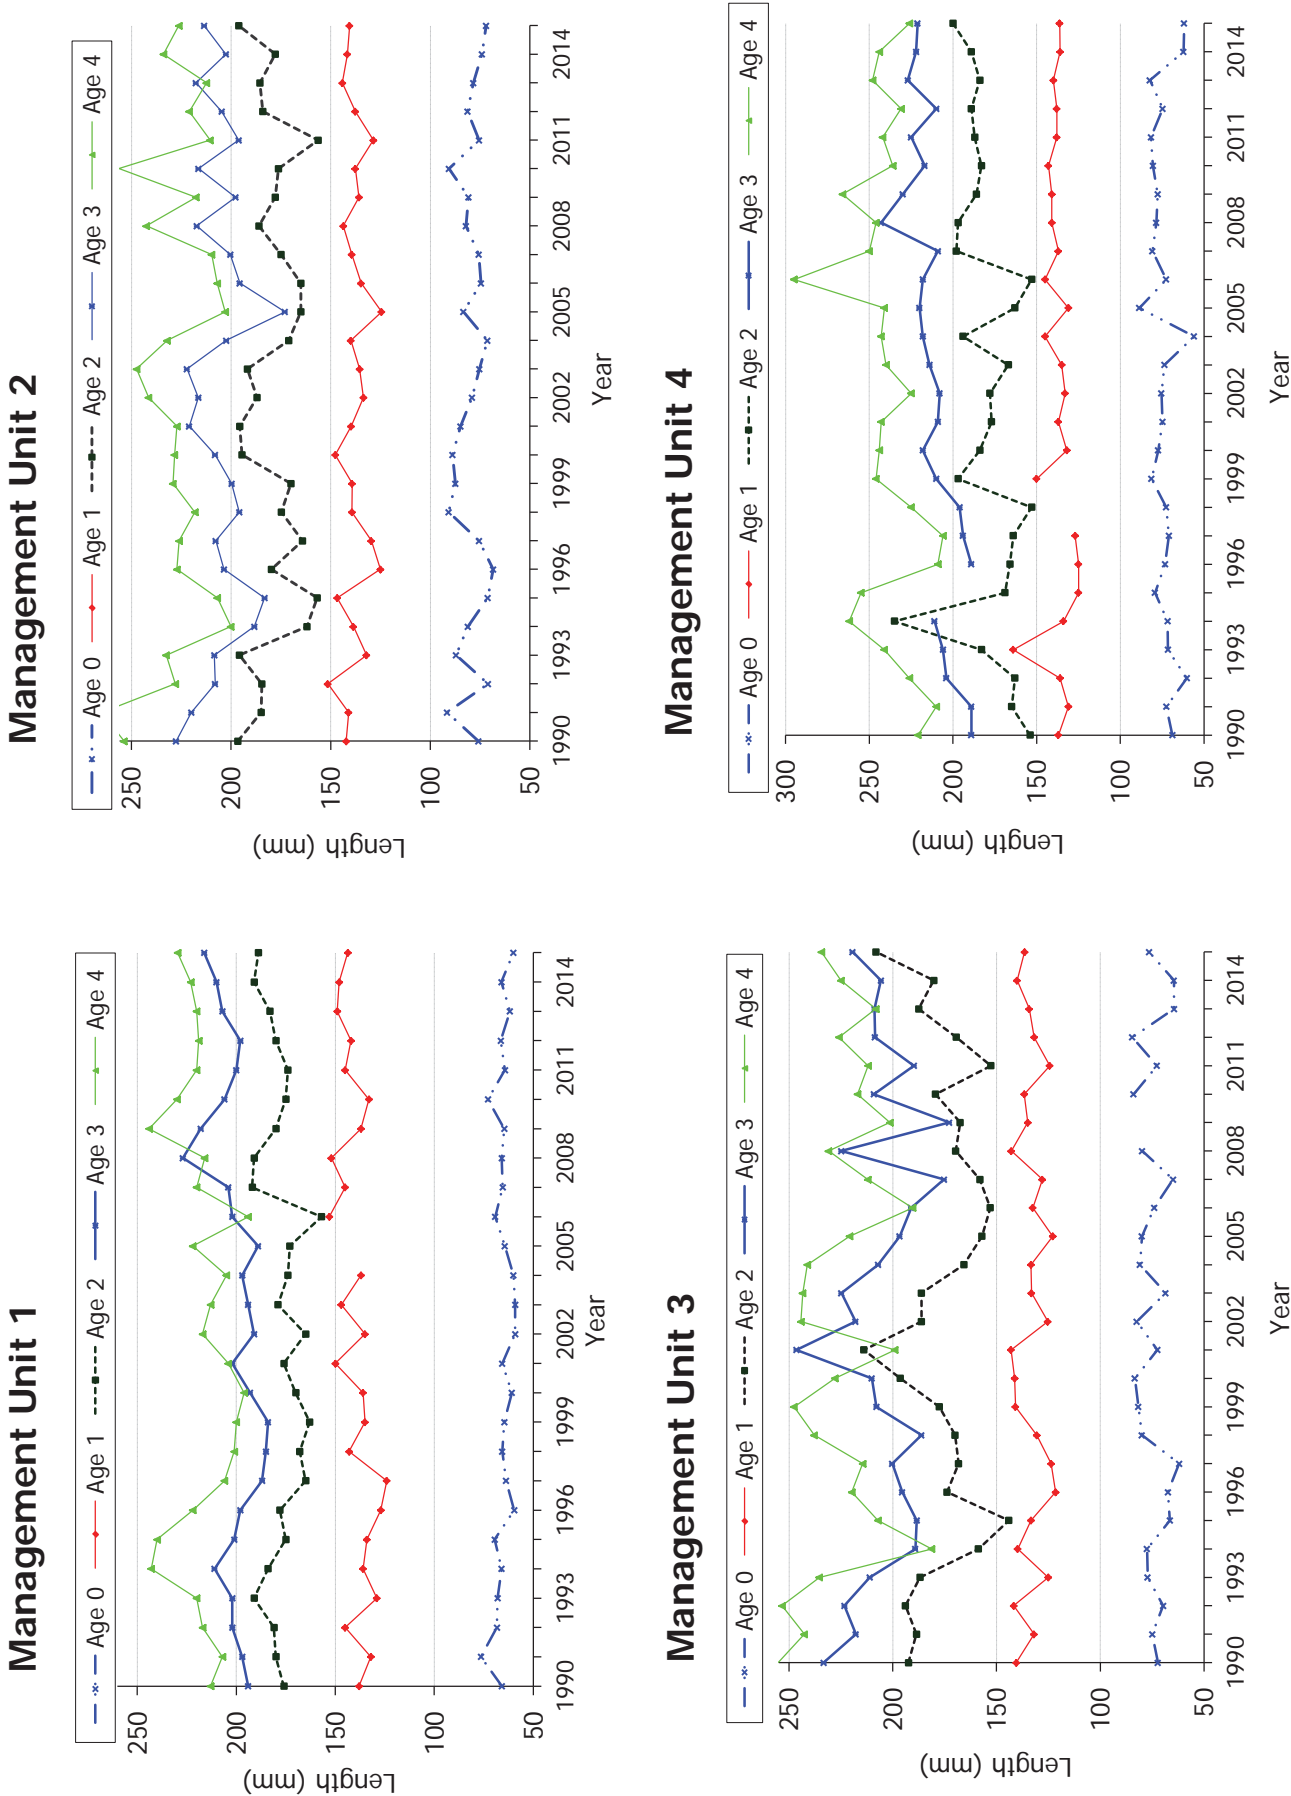 Management Unit 1
Age 0 Age 1 Age 2 Age 3 Age 4
250
200
150
100
50
Length (mm)
1990 1993 1996 1999 2002 2005 2008 2011 2014
Year
Management Unit 2
Age 0 Age 1 Age 2 Age 3 Age 4
250
200
150
100
50
Length (mm)
1990 1993 1996 1999 2002 2005 2008 2011 2014
Year
Management Unit 3
Age 0 Age 1 Age 2 Age 3 Age 4
250
200
150
100
50
Length (mm)
1990 1993 1996 1999 2002 2005 2008 2011 2014
Year
Management Unit 4
Age 0 Age 1 Age 2 Age 3 Age 4
300
250
200
150
100
50
Length (mm)
1990 1993 1996 1999 2002 2005 2008 2011 2014
Year